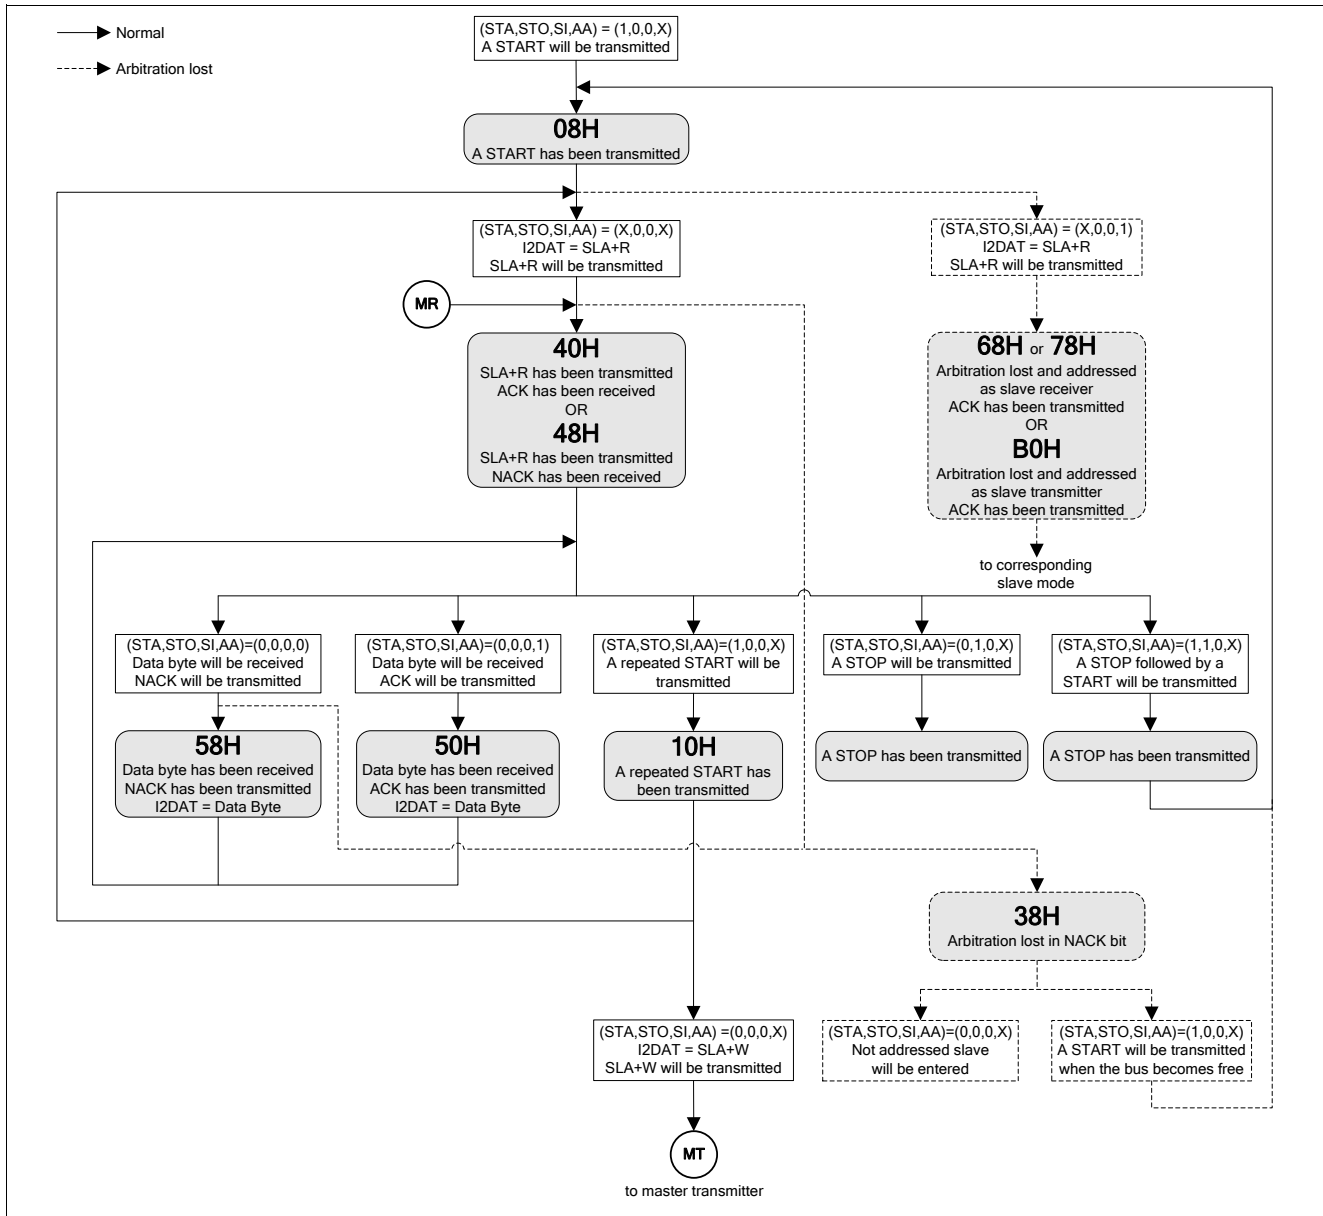 Normal
Arbitration lost
(STA,STO,SI,AA) = (1,0,0,X)
A START will be transmitted
08H
A START has been transmitted
(STA,STO,SI,AA) = (X,0,0,X)
I2DAT = SLA+R
SLA+R will be transmitted
(STA,STO,SI,AA) = (X,0,0,1)
I2DAT = SLA+R
SLA+R will be transmitted
MR
40H
SLA+R has been transmitted
ACK has been received
OR
48H
SLA+R has been transmitted
NACK has been received
68H or 78H
Arbitration lost and addressed
as slave receiver
ACK has been transmitted
OR
B0H
Arbitration lost and addressed
as slave transmitter
ACK has been transmitted
to corresponding
slave mode
(STA,STO,SI,AA)=(0,0,0,0)
Data byte will be received
NACK will be transmitted
(STA,STO,SI,AA)=(0,0,0,1)
Data byte will be received
ACK will be transmitted
(STA,STO,SI,AA)=(1,0,0,X)
A repeated START will be
transmitted
(STA,STO,SI,AA)=(0,1,0,X)
A STOP will be transmitted
(STA,STO,SI,AA)=(1,1,0,X)
A STOP followed by a
START will be transmitted
58H
Data byte has been received
NACK has been transmitted
I2DAT = Data Byte
50H
Data byte has been received
ACK has been transmitted
I2DAT = Data Byte
10H
A repeated START has
been transmitted
A STOP has been transmitted
A STOP has been transmitted
38H
Arbitration lost in NACK bit
(STA,STO,SI,AA) =(0,0,0,X)
I2DAT = SLA+W
SLA+W will be transmitted
(STA,STO,SI,AA)=(0,0,0,X)
Not addressed slave
will be entered
(STA,STO,SI,AA)=(1,0,0,X)
A START will be transmitted
when the bus becomes free
MT
to master transmitter